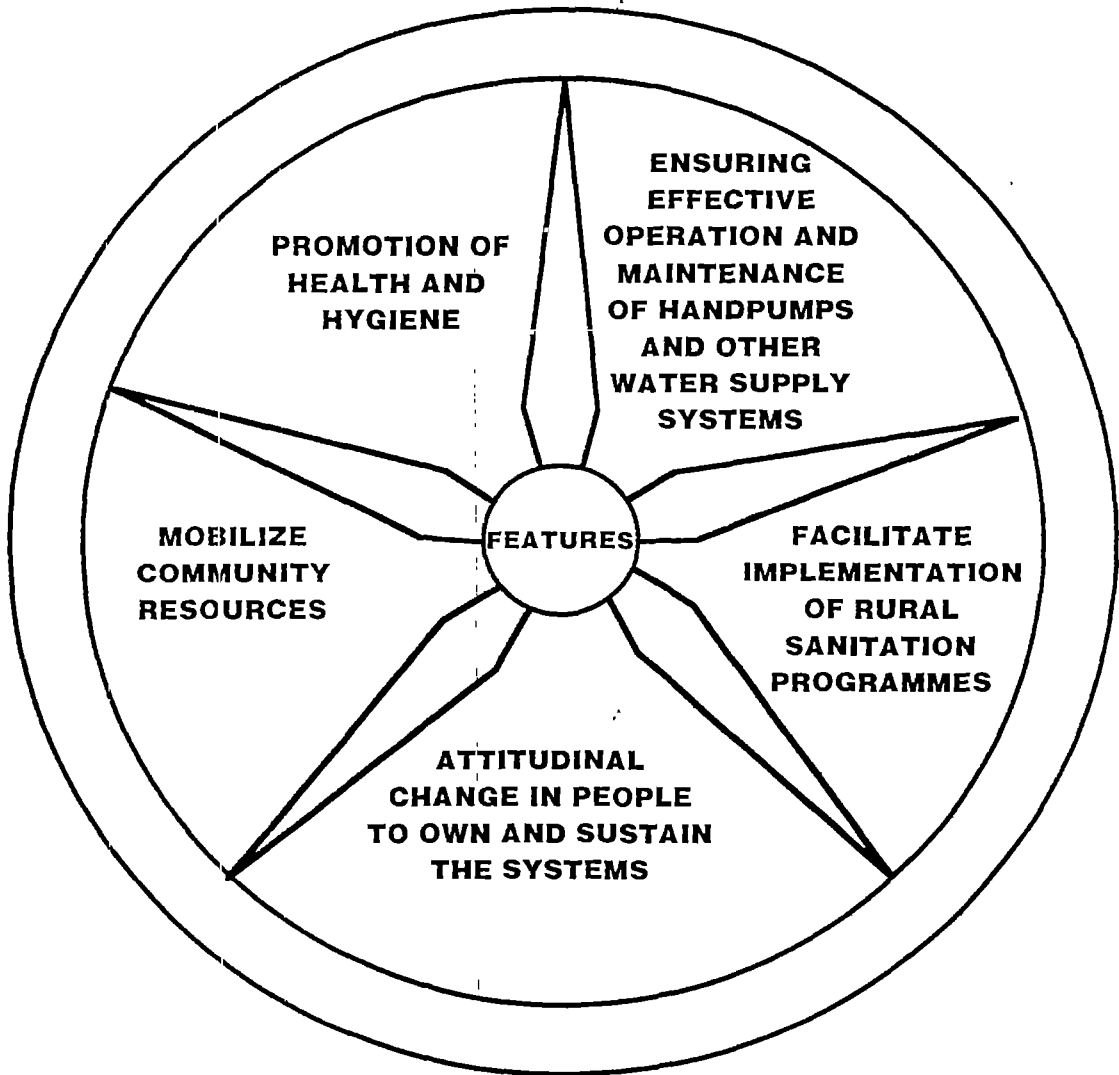 PROMOTION OF
HEALTH AND
HYGIENE
ENSURING
EFFECTIVE
OPERATION AND
MAINTENANCE
OF HANDPUMPS
AND OTHER
WATER SUPPLY
SYSTEMS
FEATURES
MOBILIZE
COMMUNITY
RESOURCES
FACILITATE
IMPLEMENTATION
OF RURAL
SANITATION
PROGRAMMES
ATTITUDINAL
CHANGE IN PEOPLE
TO OWN AND SUSTAIN
THE SYSTEMS